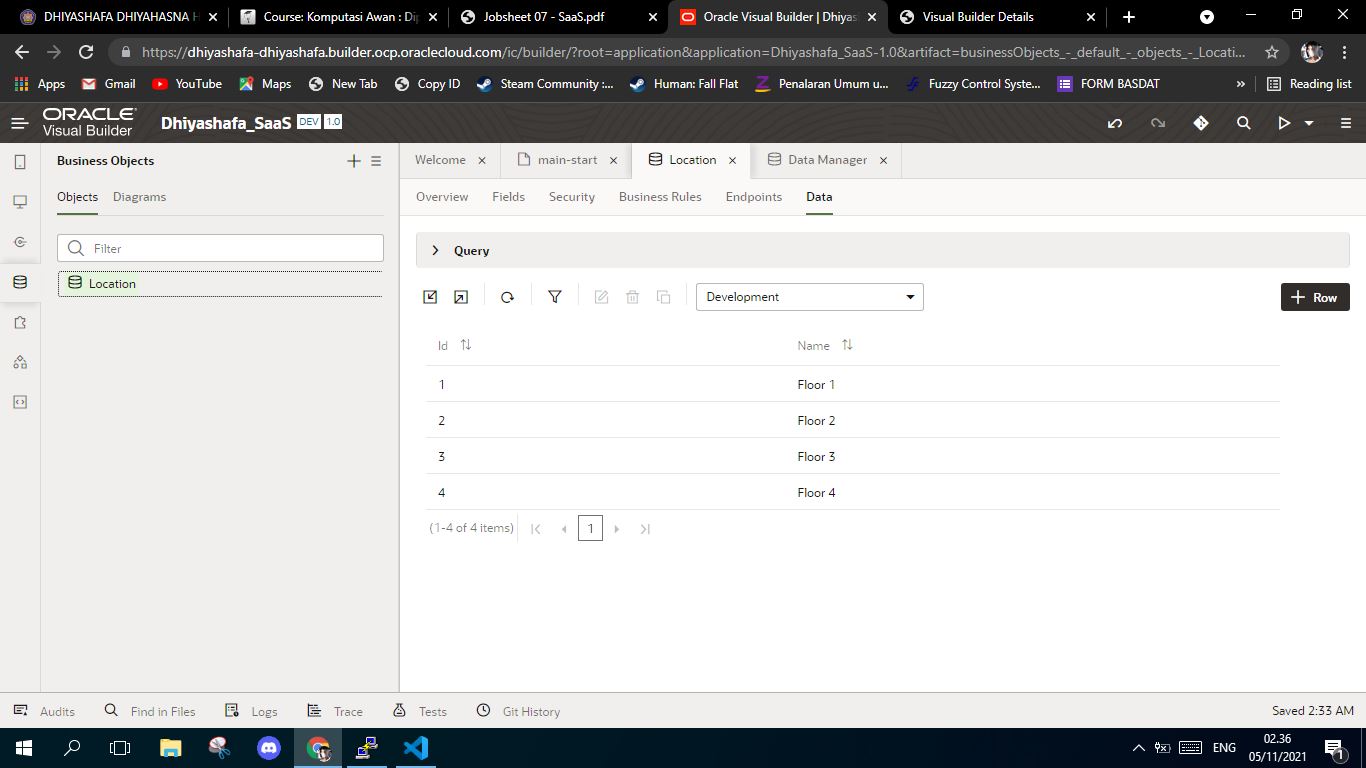 DHIYASHAFA DHIYAHASNA H
Course: Komputasi Awan : Dip
Jobsheet 07 - SaaS.pdf
Oracle Visual Builder | Dhiyash
Visual Builder Details
https://dhiyashafa-dhiyashafa.builder.ocp.oraclecloud.com/ic/builder/?root=application&application=Dhiyashafa_SaaS-1.0&artifact=businessObjects_-_default_-_objects_-_Locati...
Apps
Gmail
YouTube
Maps
New Tab
Copy ID
Steam Community :...
Human: Fall Flat
Penalaran Umum u...
Fuzzy Control Syste...
FORM BASDAT
»
Reading list
ORACLE
Visual Builder
Dhiyashafa_SaaS DEV 1.0
Business Objects
Objects Diagrams
Filter
Location
Welcome
main-start
Location
Data Manager
Overview Fields Security Business Rules Endpoints Data
Query
Development
Row
Id Name
1 Floor 1
2 Floor 2
3 Floor 3
4 Floor 4
(1-4 of 4 items) 1
Audits Find in Files Logs Trace Tests Git History Saved 2:33 AM
ENG
02.36
05/11/2021
1